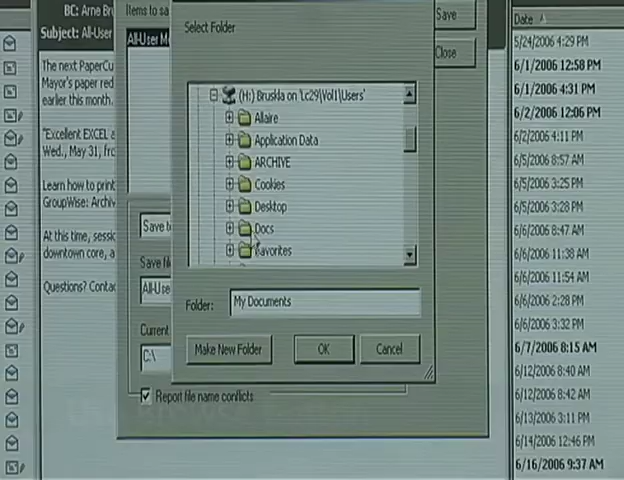 BC: Arne
Subject: All-User
Items to
Save
Close
Date
Select Folder
The next PaperCu
Mayor's paper red
earlier this month.
"Excellent EXCEL
Wed., May 31,
Learn how to print
GroupWise: Archiv
At this time, sessi
downtown core, a
Questions? Contac
All-User
(H:) Bruskla on 'Lc29\Vol1\Users'
Allaire
Application Data
ARCHIVE
Cookies
Desktop
Docs
Favorites
Folder: My Documents
Make New Folder
OK
Cancel
Save
Save
All-Use
Current
C:\
Report file name conflicts
5/24/2006 4:29 PM
6/1/2006 12:58 PM
6/1/2006 4:31 PM
6/2/2006 12:06 PM
6/2/2006 4:11 PM
6/5/2006 8:57 AM
6/5/2006 3:25 PM
6/5/2006 3:28 PM
6/6/2006 8:47 AM
6/6/2006 11:38 AM
6/6/2006 11:54 AM
6/6/2006 2:28 PM
6/6/2006 3:32 PM
6/7/2006 8:15 AM
6/12/2006 8:40 AM
6/12/2006 8:42 AM
6/13/2006 3:11 PM
6/14/2006 12:46 PM
6/16/2006 9:37 AM